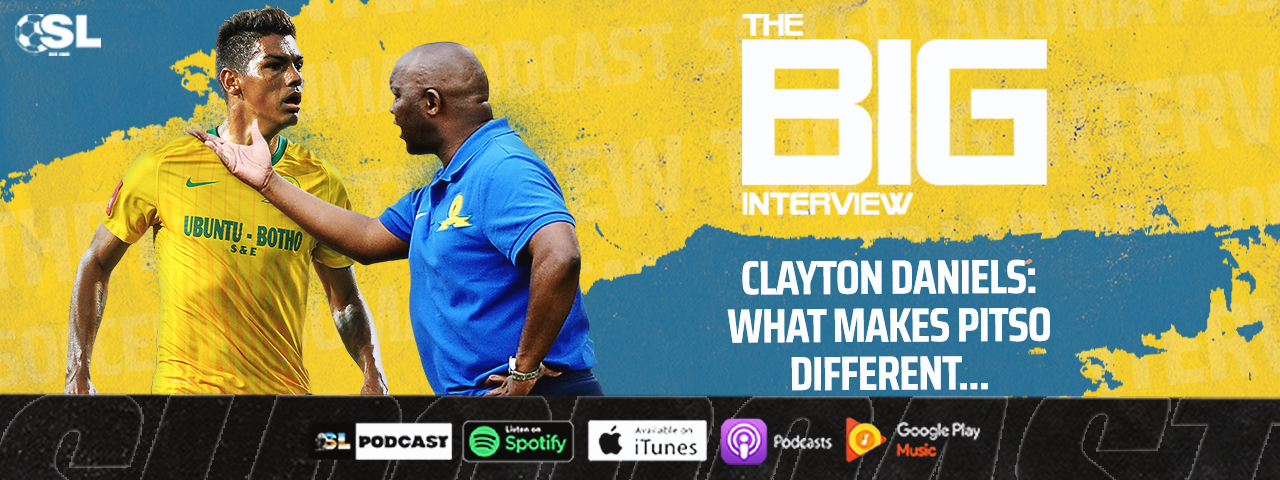 SL
THE
BIG
INTERVIEW
UBUNTU - BOTHO
S&E
CLAYTON DANIELS:
WHAT MAKES PITSO
DIFFERENT...
SL PODCAST
Listen on
Spotify
Available on
iTunes
Podcasts
Google Play
Music